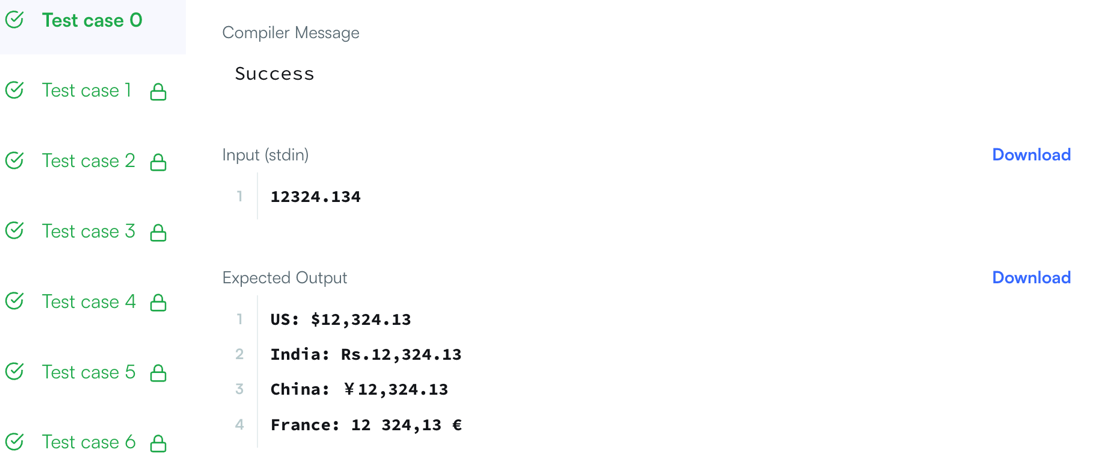 Test case 0
Test case 1
Test case 2
Test case 3
Test case 4
Test case 5
Test case 6
Compiler Message
Success
Input (stdin)
Download
1 12324.134
Expected Output
Download
1 US: $12,324.13
2 India: Rs.12,324.13
3 China: ¥12,324.13
4 France: 12 324,13 €